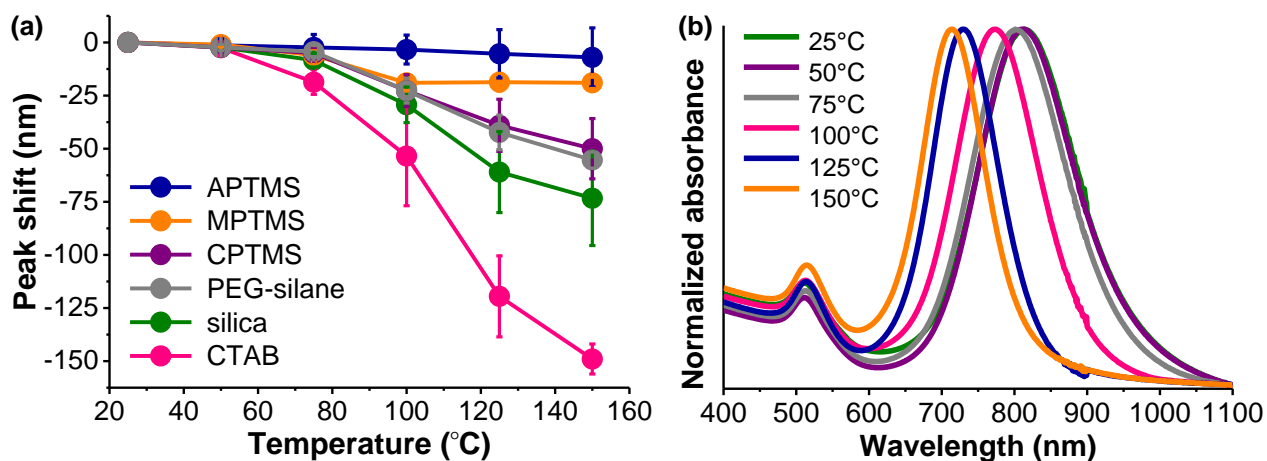 (a)
0
-25
-50
-75
-100
-125
-150
Peak shift (nm)
APTMS
MPTMS
CPTMS
PEG-silane
silica
CTAB
20 40 60 80 100 120 140 160
Temperature (°C)
(b)
Normalized absorbance
25°C
50°C
75°C
100°C
125°C
150°C
400 500 600 700 800 900 1000 1100
Wavelength (nm)